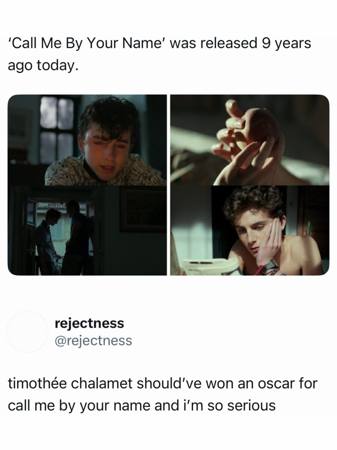 ‘Call Me By Your Name’ was released 9 years
ago today.
rejectness
@rejectness
timothée chalamet should’ve won an oscar for
call me by your name and i’m so serious